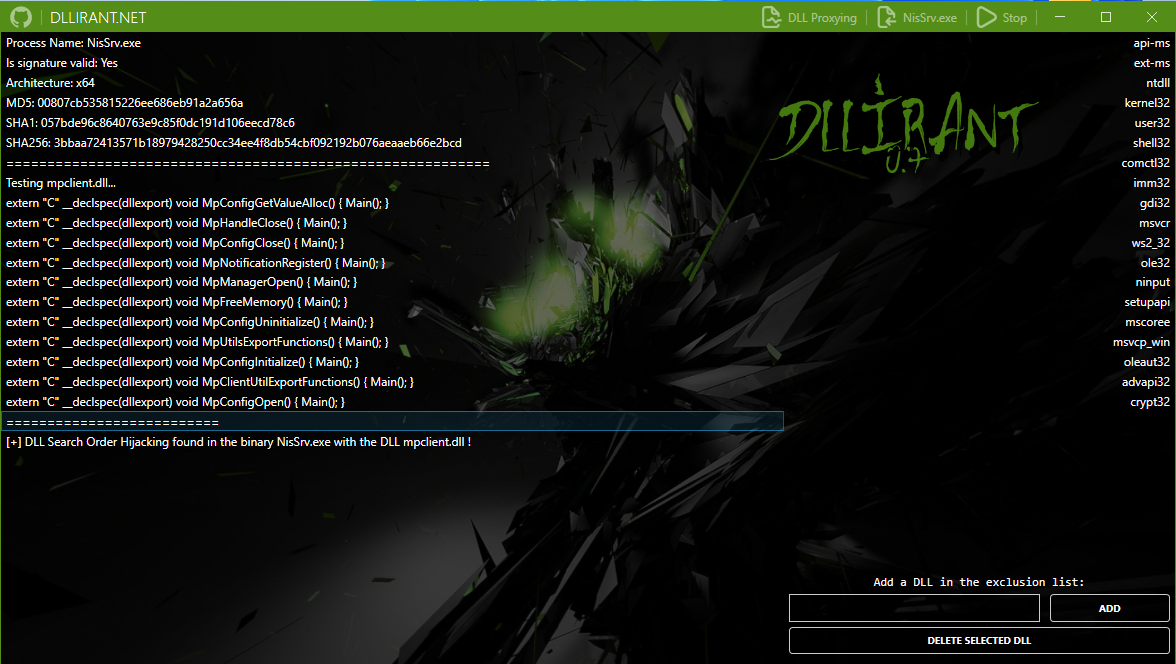 DLLIRANT.NET
DLL Proxying
NisSrv.exe
Stop
Process Name: NisSrv.exe
Is signature valid: Yes
Architecture: x64
MD5: 00807cb535815226ee686eb91a2a656a
SHA1: 057bde96c8640763e9c85f0dc191d106eecd78c6
SHA256: 3bbaa72413571b18979428250cc34ee4f8db54cbf092192b076aeaaeb66e2bcd
============================================================
Testing mpclient.dll...
extern "C" __declspec(dllexport) void MpConfigGetValueAlloc() { Main(); }
extern "C" __declspec(dllexport) void MpHandleClose() { Main(); }
extern "C" __declspec(dllexport) void MpConfigClose() { Main(); }
extern "C" __declspec(dllexport) void MpNotificationRegister() { Main(); }
extern "C" __declspec(dllexport) void MpManagerOpen() { Main(); }
extern "C" __declspec(dllexport) void MpFreeMemory() { Main(); }
extern "C" __declspec(dllexport) void MpConfigUninitialize() { Main(); }
extern "C" __declspec(dllexport) void MpUtilsExportFunctions() { Main(); }
extern "C" __declspec(dllexport) void MpConfigInitialize() { Main(); }
extern "C" __declspec(dllexport) void MpClientUtilExportFunctions() { Main(); }
extern "C" __declspec(dllexport) void MpConfigOpen() { Main(); }
==========================
[+] DLL Search Order Hijacking found in the binary NisSrv.exe with the DLL mpclient.dll !
DLLIRANT
0.7
api-ms
ext-ms
ntdll
kernel32
user32
shell32
comctl32
imm32
gdi32
msvcr
ws2_32
ole32
ninput
setupapi
mscoree
msvcp_win
oleaut32
advapi32
crypt32
Add a DLL in the exclusion list:
ADD
DELETE SELECTED DLL